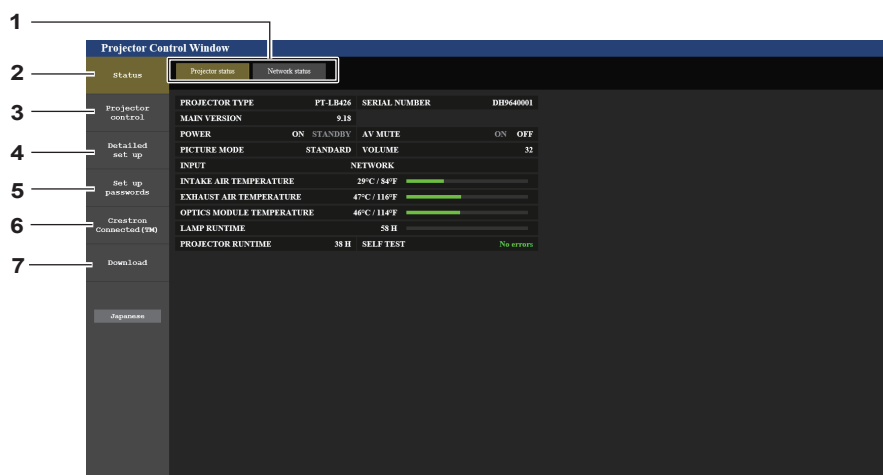 1
Projector Control Window
2
Status
Projector status Network status
3
Projector
control
4
Detailed
set up
5
Set up
passwords
6
Crestron
Connected(TM)
7
Download
Japanese
PROJECTOR TYPE PT-LB426 SERIAL NUMBER DH9640001
MAIN VERSION 9.18
POWER ON STANDBY AV MUTE ON OFF
PICTURE MODE STANDARD VOLUME 32
INPUT NETWORK
INTAKE AIR TEMPERATURE 29°C / 84°F
EXHAUST AIR TEMPERATURE 47°C / 116°F
OPTICS MODULE TEMPERATURE 46°C / 114°F
LAMP RUNTIME 58 H
PROJECTOR RUNTIME 38 H SELF TEST No errors